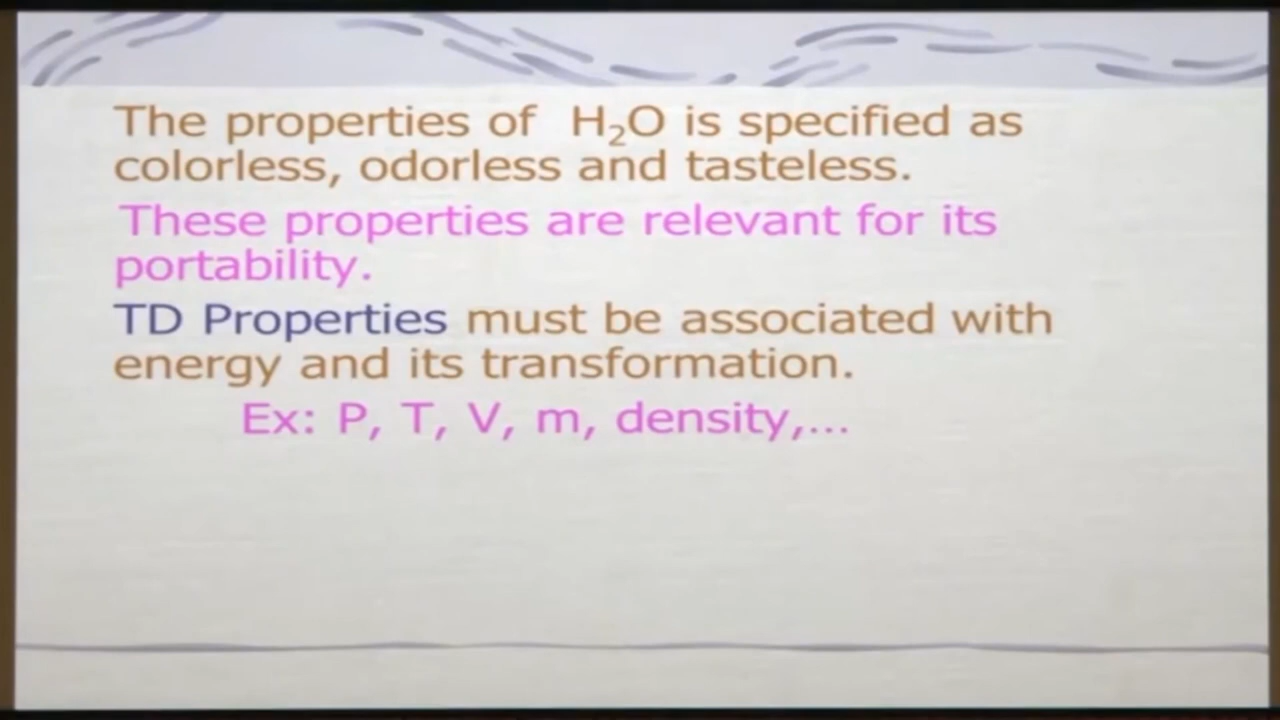 The properties of H₂O is specified as
colorless, odorless and tasteless.
These properties are relevant for its
portability.
TD Properties must be associated with
energy and its transformation.
Ex: P, T, V, m, density,...